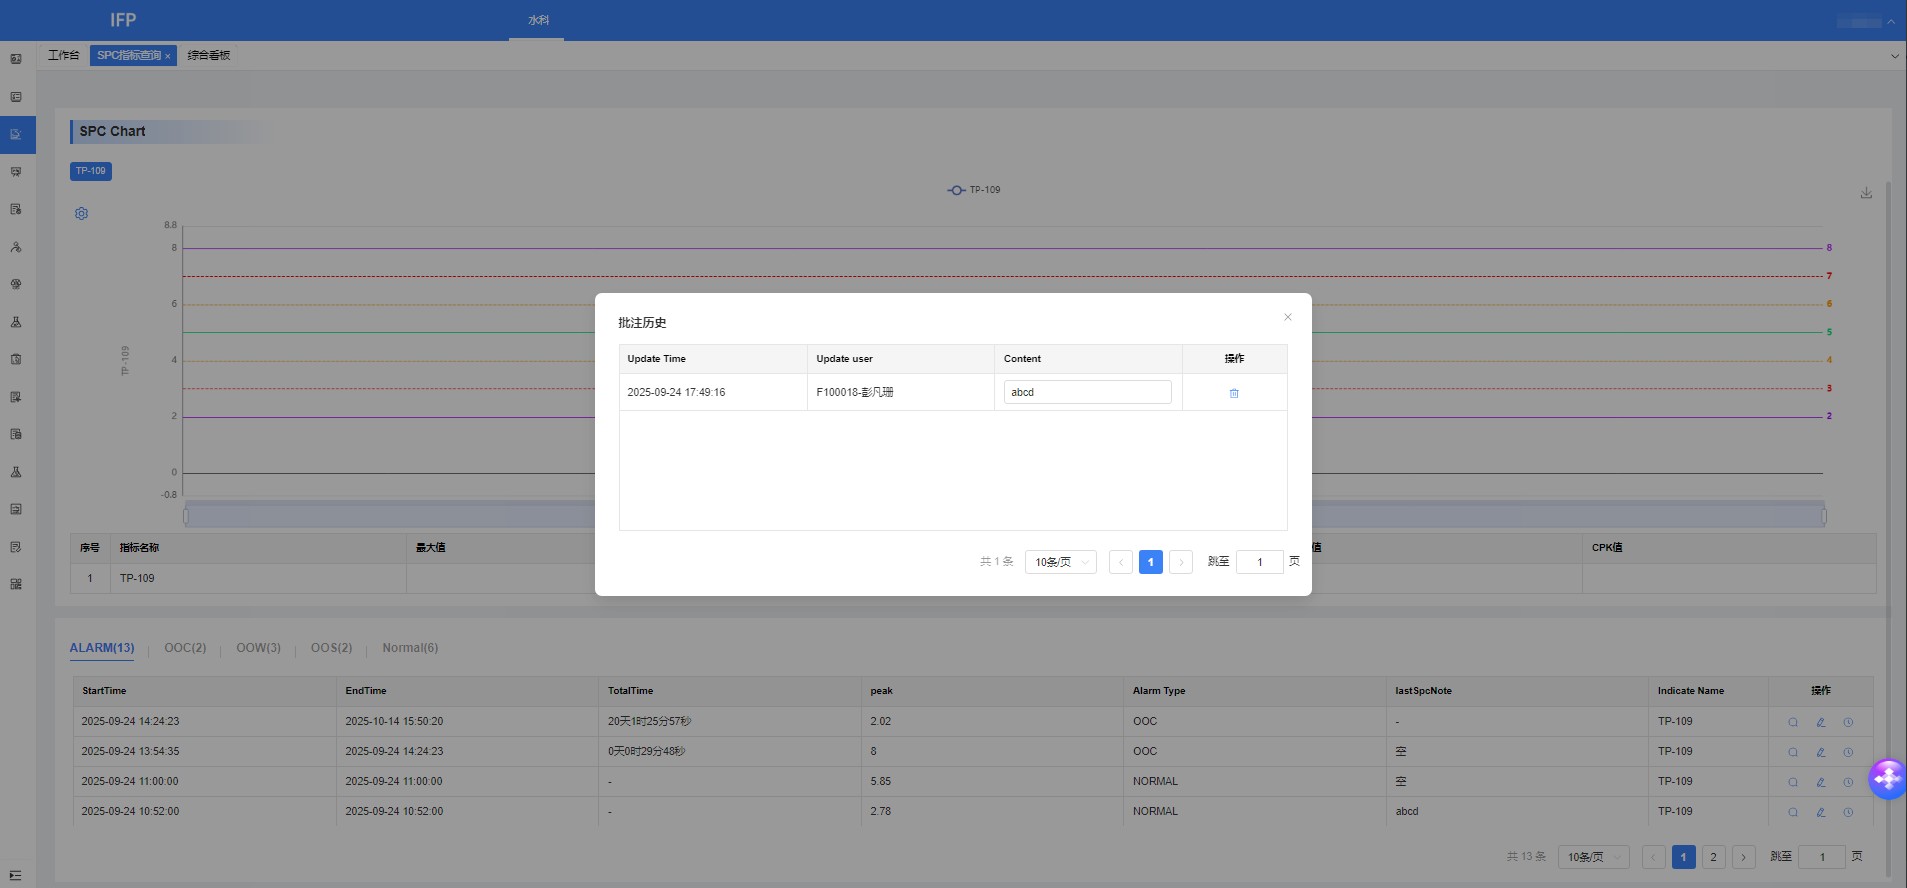 IFP
水科
工作台
SPC指标查询 ×
综合看板
SPC Chart
TP-109
TP-109
8.8
8
6
4
2
0
-0.8
TP-109
8
7
6
5
4
3
2
批注历史
Update Time Update user Content 操作
2025-09-24 17:49:16 F100018-彭凡珊 abcd
共 1 条 10条/页 1 跳至 1 页
序号 指标名称 最大值 值 CPK值
1 TP-109
ALARM(13) OOC(2) OOW(3) OOS(2) Normal(6)
StartTime EndTime TotalTime peak Alarm Type lastSpcNote Indicate Name 操作
2025-09-24 14:24:23 2025-10-14 15:50:20 20天1时25分57秒 2.02 OOC - TP-109
2025-09-24 13:54:35 2025-09-24 14:24:23 0天0时29分48秒 8 OOC 空 TP-109
2025-09-24 11:00:00 2025-09-24 11:00:00 - 5.85 NORMAL 空 TP-109
2025-09-24 10:52:00 2025-09-24 10:52:00 - 2.78 NORMAL abcd TP-109
共 13 条 10条/页 1 2 跳至 1 页